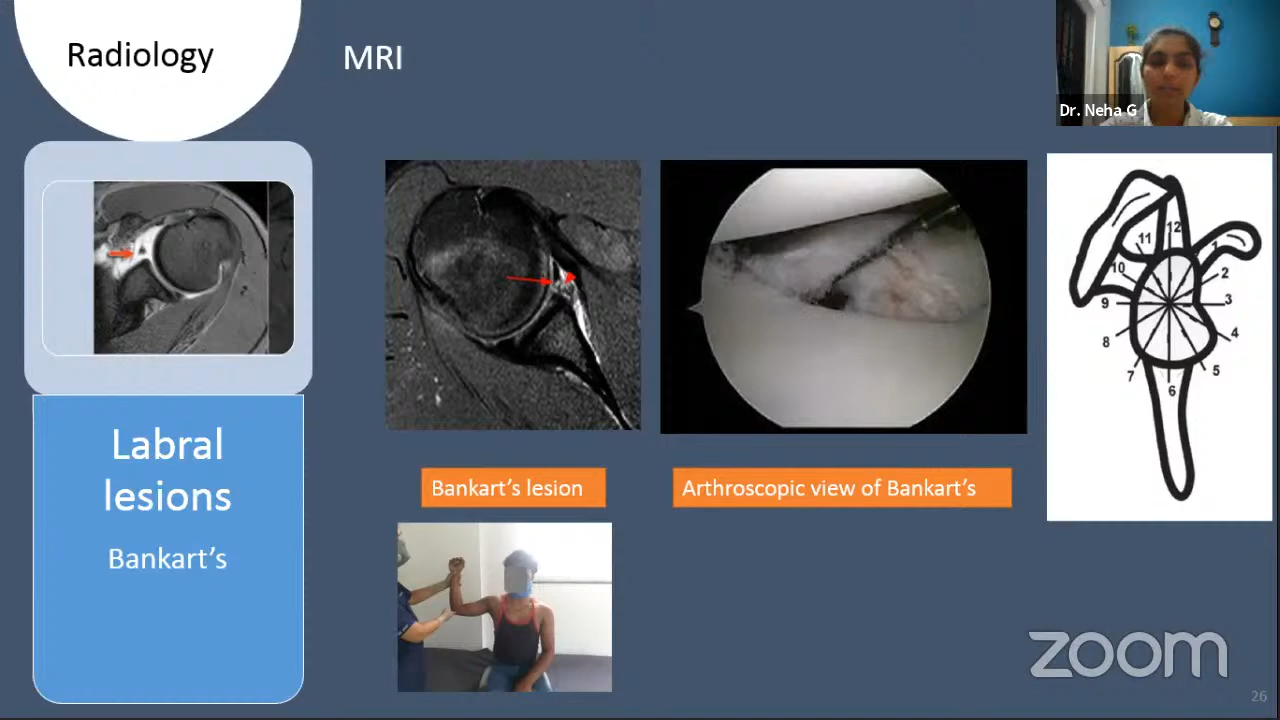 Radiology
MRI
Dr. Neha G
Labral
lesions
Bankart's
Bankart's lesion
Arthroscopic view of Bankart's
12
11
1
10
2
9
3
8
4
7
5
6
zoom
26